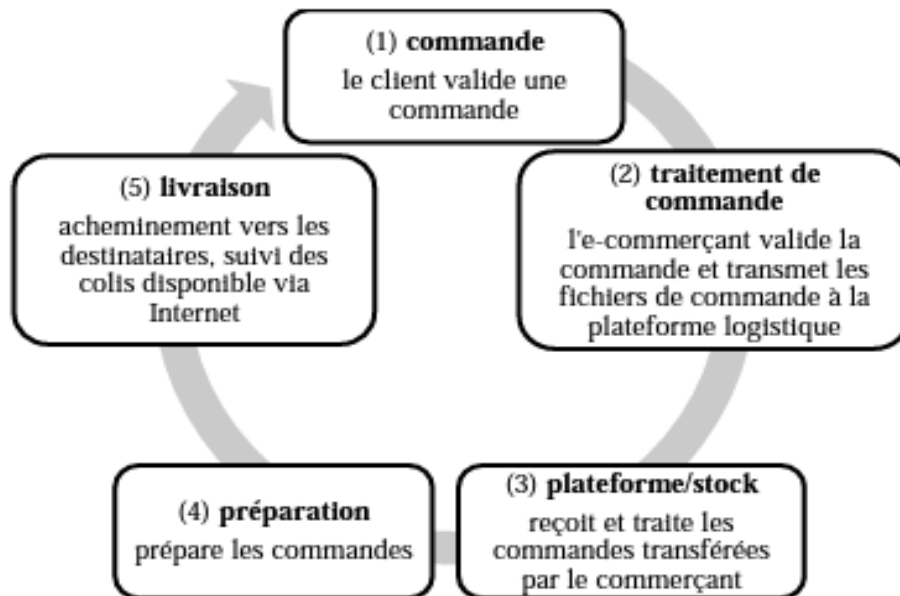 (1) commande
le client valide une
commande
(2) traitement de
commande
l'e-commerçant valide la
commande et transmet les
fichiers de commande à la
plateforme logistique
(3) plateforme/stock
reçoit et traite les
commandes transférées
par le commerçant
(4) préparation
prépare les commandes
(5) livraison
acheminement vers les
destinataires, suivi des
colis disponible via
Internet